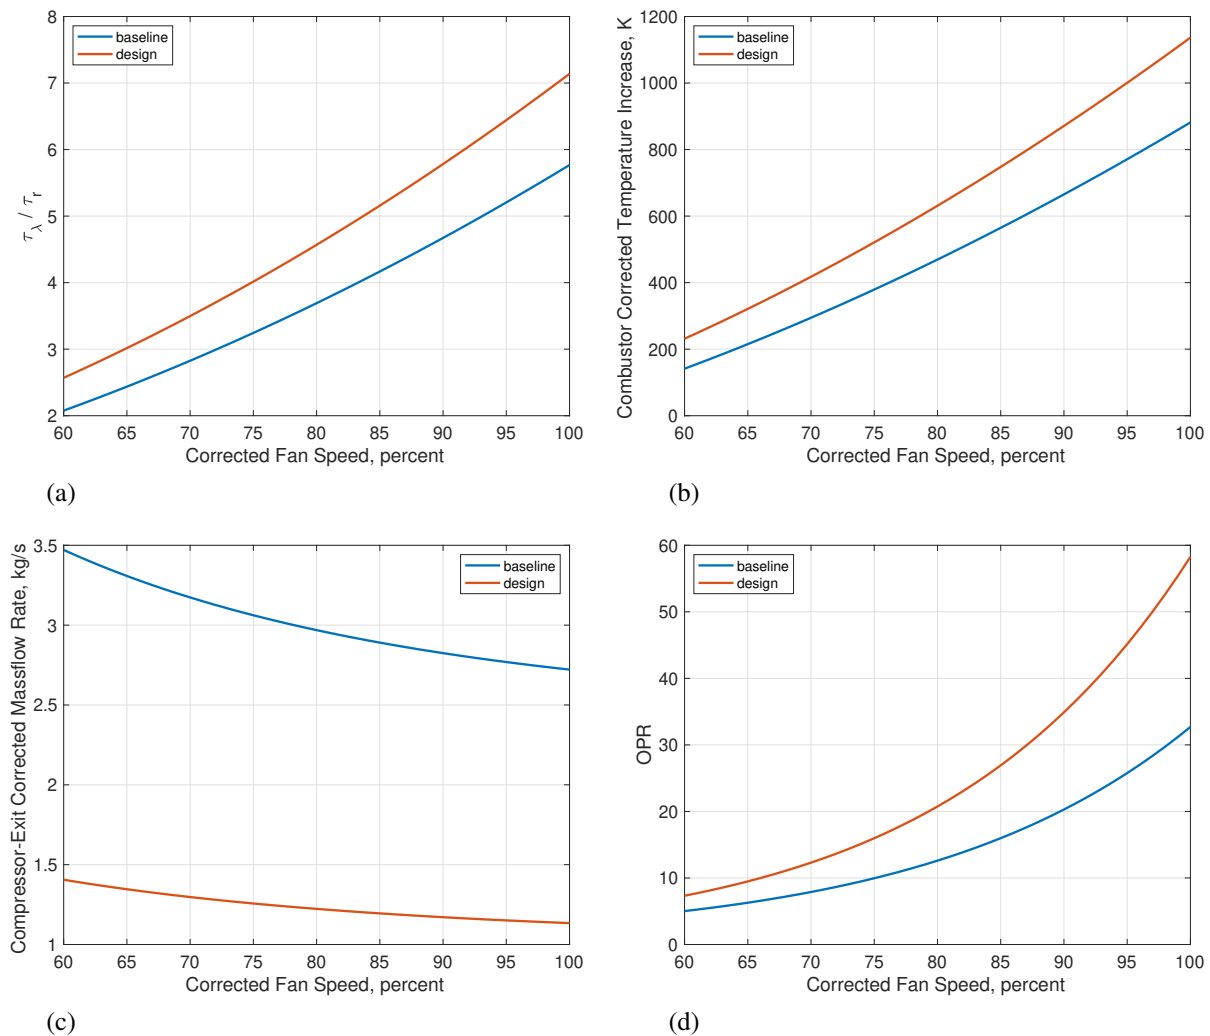 8
7
6
5
4
3
2
τλ / τr
baseline
design
60 65 70 75 80 85 90 95 100
Corrected Fan Speed, percent
(a)
1200
1000
800
600
400
200
0
Combustor Corrected Temperature Increase, K
baseline
design
60 65 70 75 80 85 90 95 100
Corrected Fan Speed, percent
(b)
3.5
3
2.5
2
1.5
1
Compressor-Exit Corrected Massflow Rate, kg/s
baseline
design
60 65 70 75 80 85 90 95 100
Corrected Fan Speed, percent
(c)
60
50
40
30
20
10
0
OPR
baseline
design
60 65 70 75 80 85 90 95 100
Corrected Fan Speed, percent
(d)